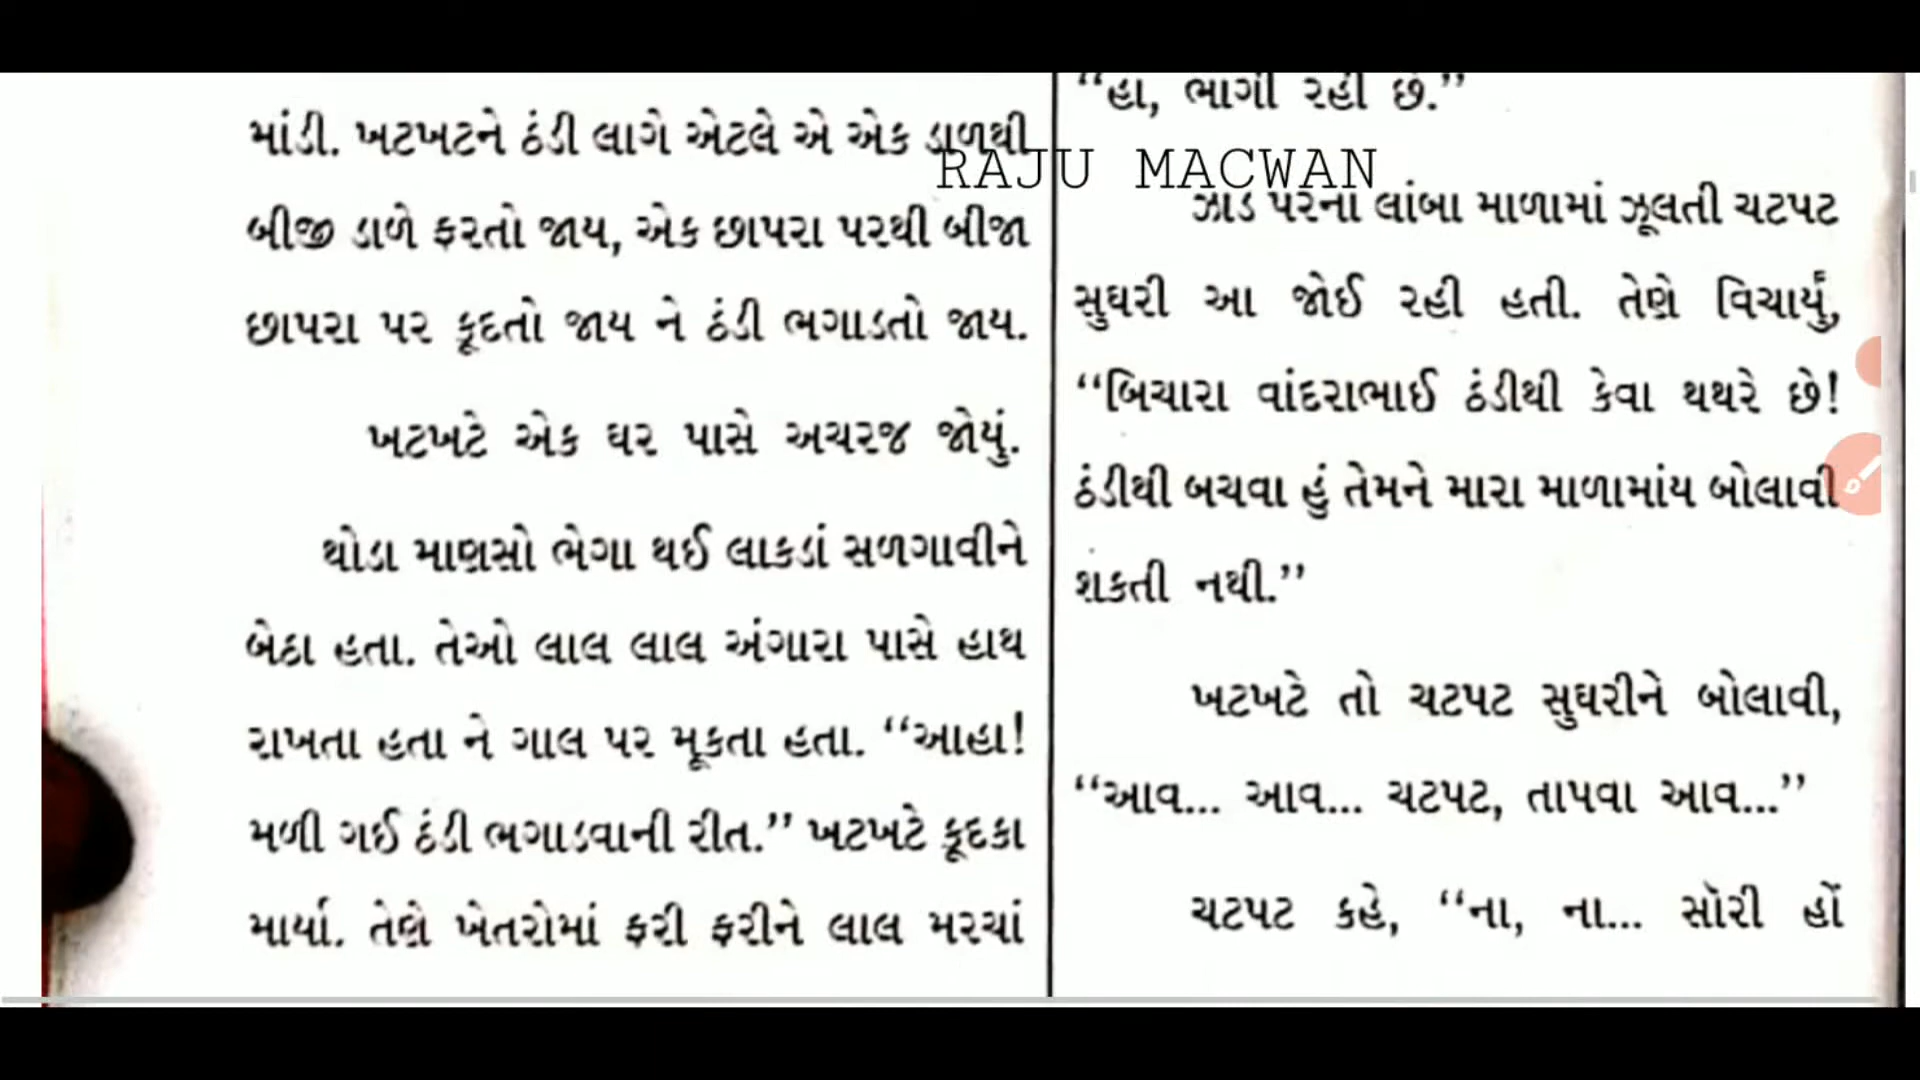 માંડી. ખટખટને ઠંડી લાગે એટલે એ એક ડાળથી
બીજી ડાળે ફરતો જાય, એક છાપરા પરથી બીજા
છાપરા પર કૂદતો જાય ને ઠંડી ભગાડતો જાય.
ખટખટે એક ઘર પાસે અચરજ જોયું.
થોડા માણસો ભેગા થઈ લાકડાં સળગાવીને
બેઠા હતા. તેઓ લાલ લાલ અંગારા પાસે હાથ
રાખતા હતા ને ગાલ પર મૂકતા હતા. “આહા!
મળી ગઈ ઠંડી ભગાડવાની રીત.” ખટખટે કૂદકા
માર્યા. તેણે ખેતરોમાં ફરી ફરીને લાલ મરચાં
“હા, ભાગી રહી છે.”
RAJU MACWAN
ઝાડ પરના લાંબા માળામાં ઝૂલતી ચટપટ
સુઘરી આ જોઈ રહી હતી. તેણે વિચાર્યું,
“બિચારા વાંદરાભાઈ ઠંડીથી કેવા થથરે છે!
ઠંડીથી બચવા હું તેમને મારા માળામાંય બોલાવી
શકતી નથી.”
ખટખટે તો ચટપટ સુઘરીને બોલાવી,
“આવ... આવ... ચટપટ, તાપવા આવ...”
ચટપટ કહે, “ના, ના... સૉરી હોં